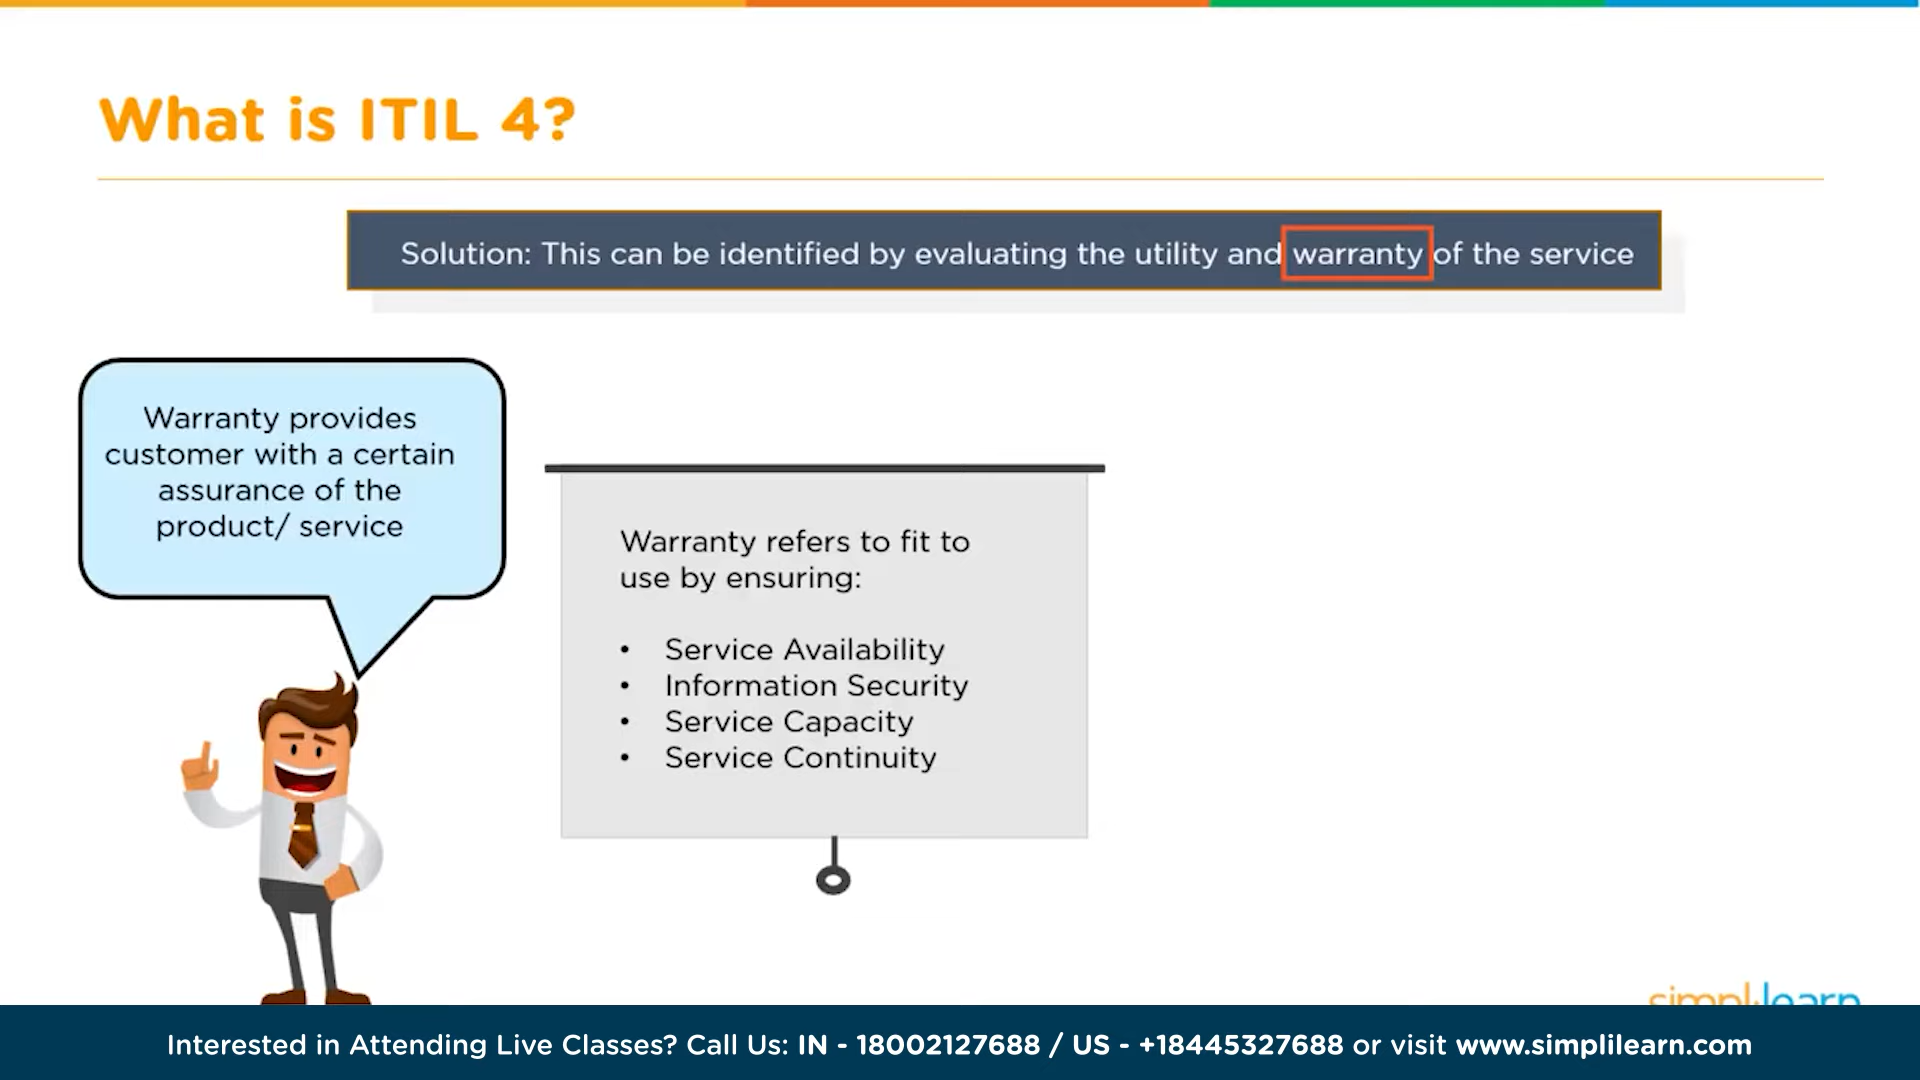 What is ITIL 4?
Solution: This can be identified by evaluating the utility and warranty of the service
Warranty provides
customer with a certain
assurance of the
product/ service
Warranty refers to fit to
use by ensuring:
• Service Availability
• Information Security
• Service Capacity
• Service Continuity
simplilearn
Interested in Attending Live Classes? Call Us: IN - 18002127688 / US - +18445327688 or visit www.simplilearn.com